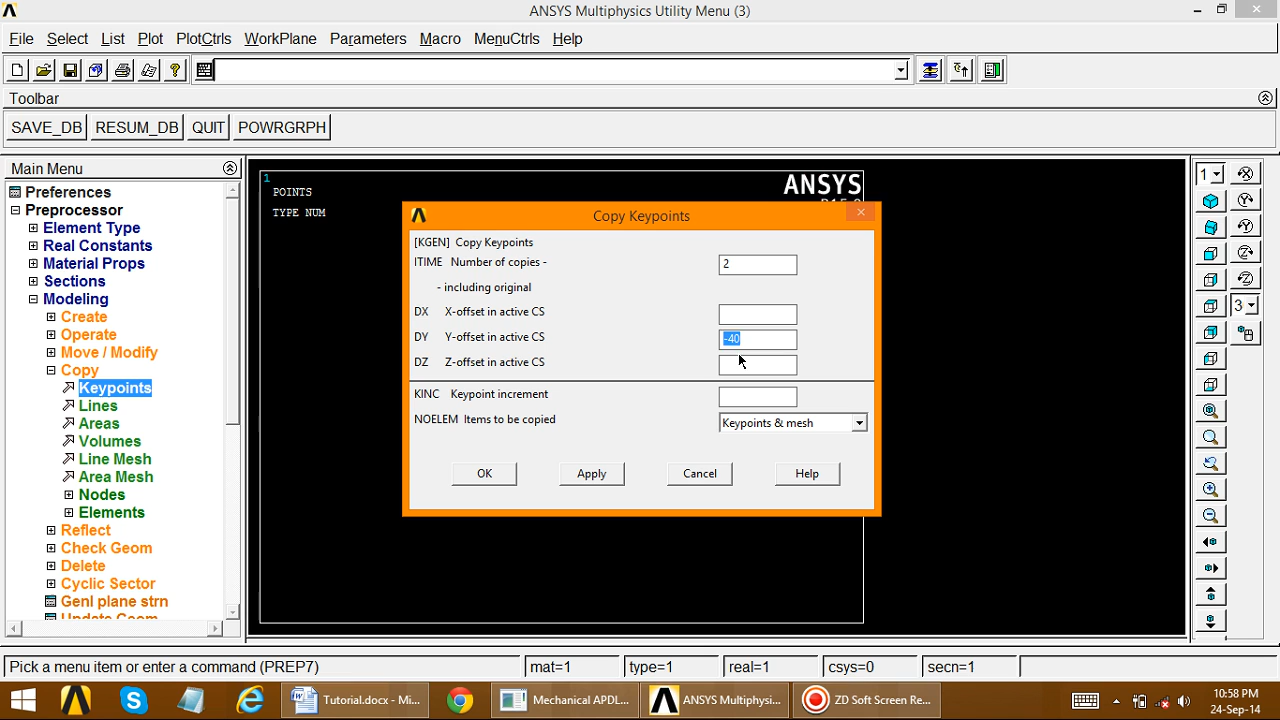 ANSYS Multiphysics Utility Menu (3)
File Select List Plot PlotCtrls WorkPlane Parameters Macro MenuCtrls Help
Toolbar
SAVE_DB RESUM_DB QUIT POWRGRPH
Main Menu
Preferences
Preprocessor
Element Type
Real Constants
Material Props
Sections
Modeling
Create
Operate
Move / Modify
Copy
Keypoints
Lines
Areas
Volumes
Line Mesh
Area Mesh
Nodes
Elements
Reflect
Check Geom
Delete
Cyclic Sector
Genl plane strn
Update Geom
1
POINTS
TYPE NUM
ANSYS
Copy Keypoints
[KGEN] Copy Keypoints
ITIME Number of copies - 2
- including original
DX X-offset in active CS
DY Y-offset in active CS -40
DZ Z-offset in active CS
KINC Keypoint increment
NOELEM Items to be copied Keypoints & mesh
OK Apply Cancel Help
1
3
Pick a menu item or enter a command (PREP7) mat=1 type=1 real=1 csys=0 secn=1
Tutorial.docx - Mi... Mechanical APDL... ANSYS Multiphysi... ZD Soft Screen Re...
10:58 PM
24-Sep-14